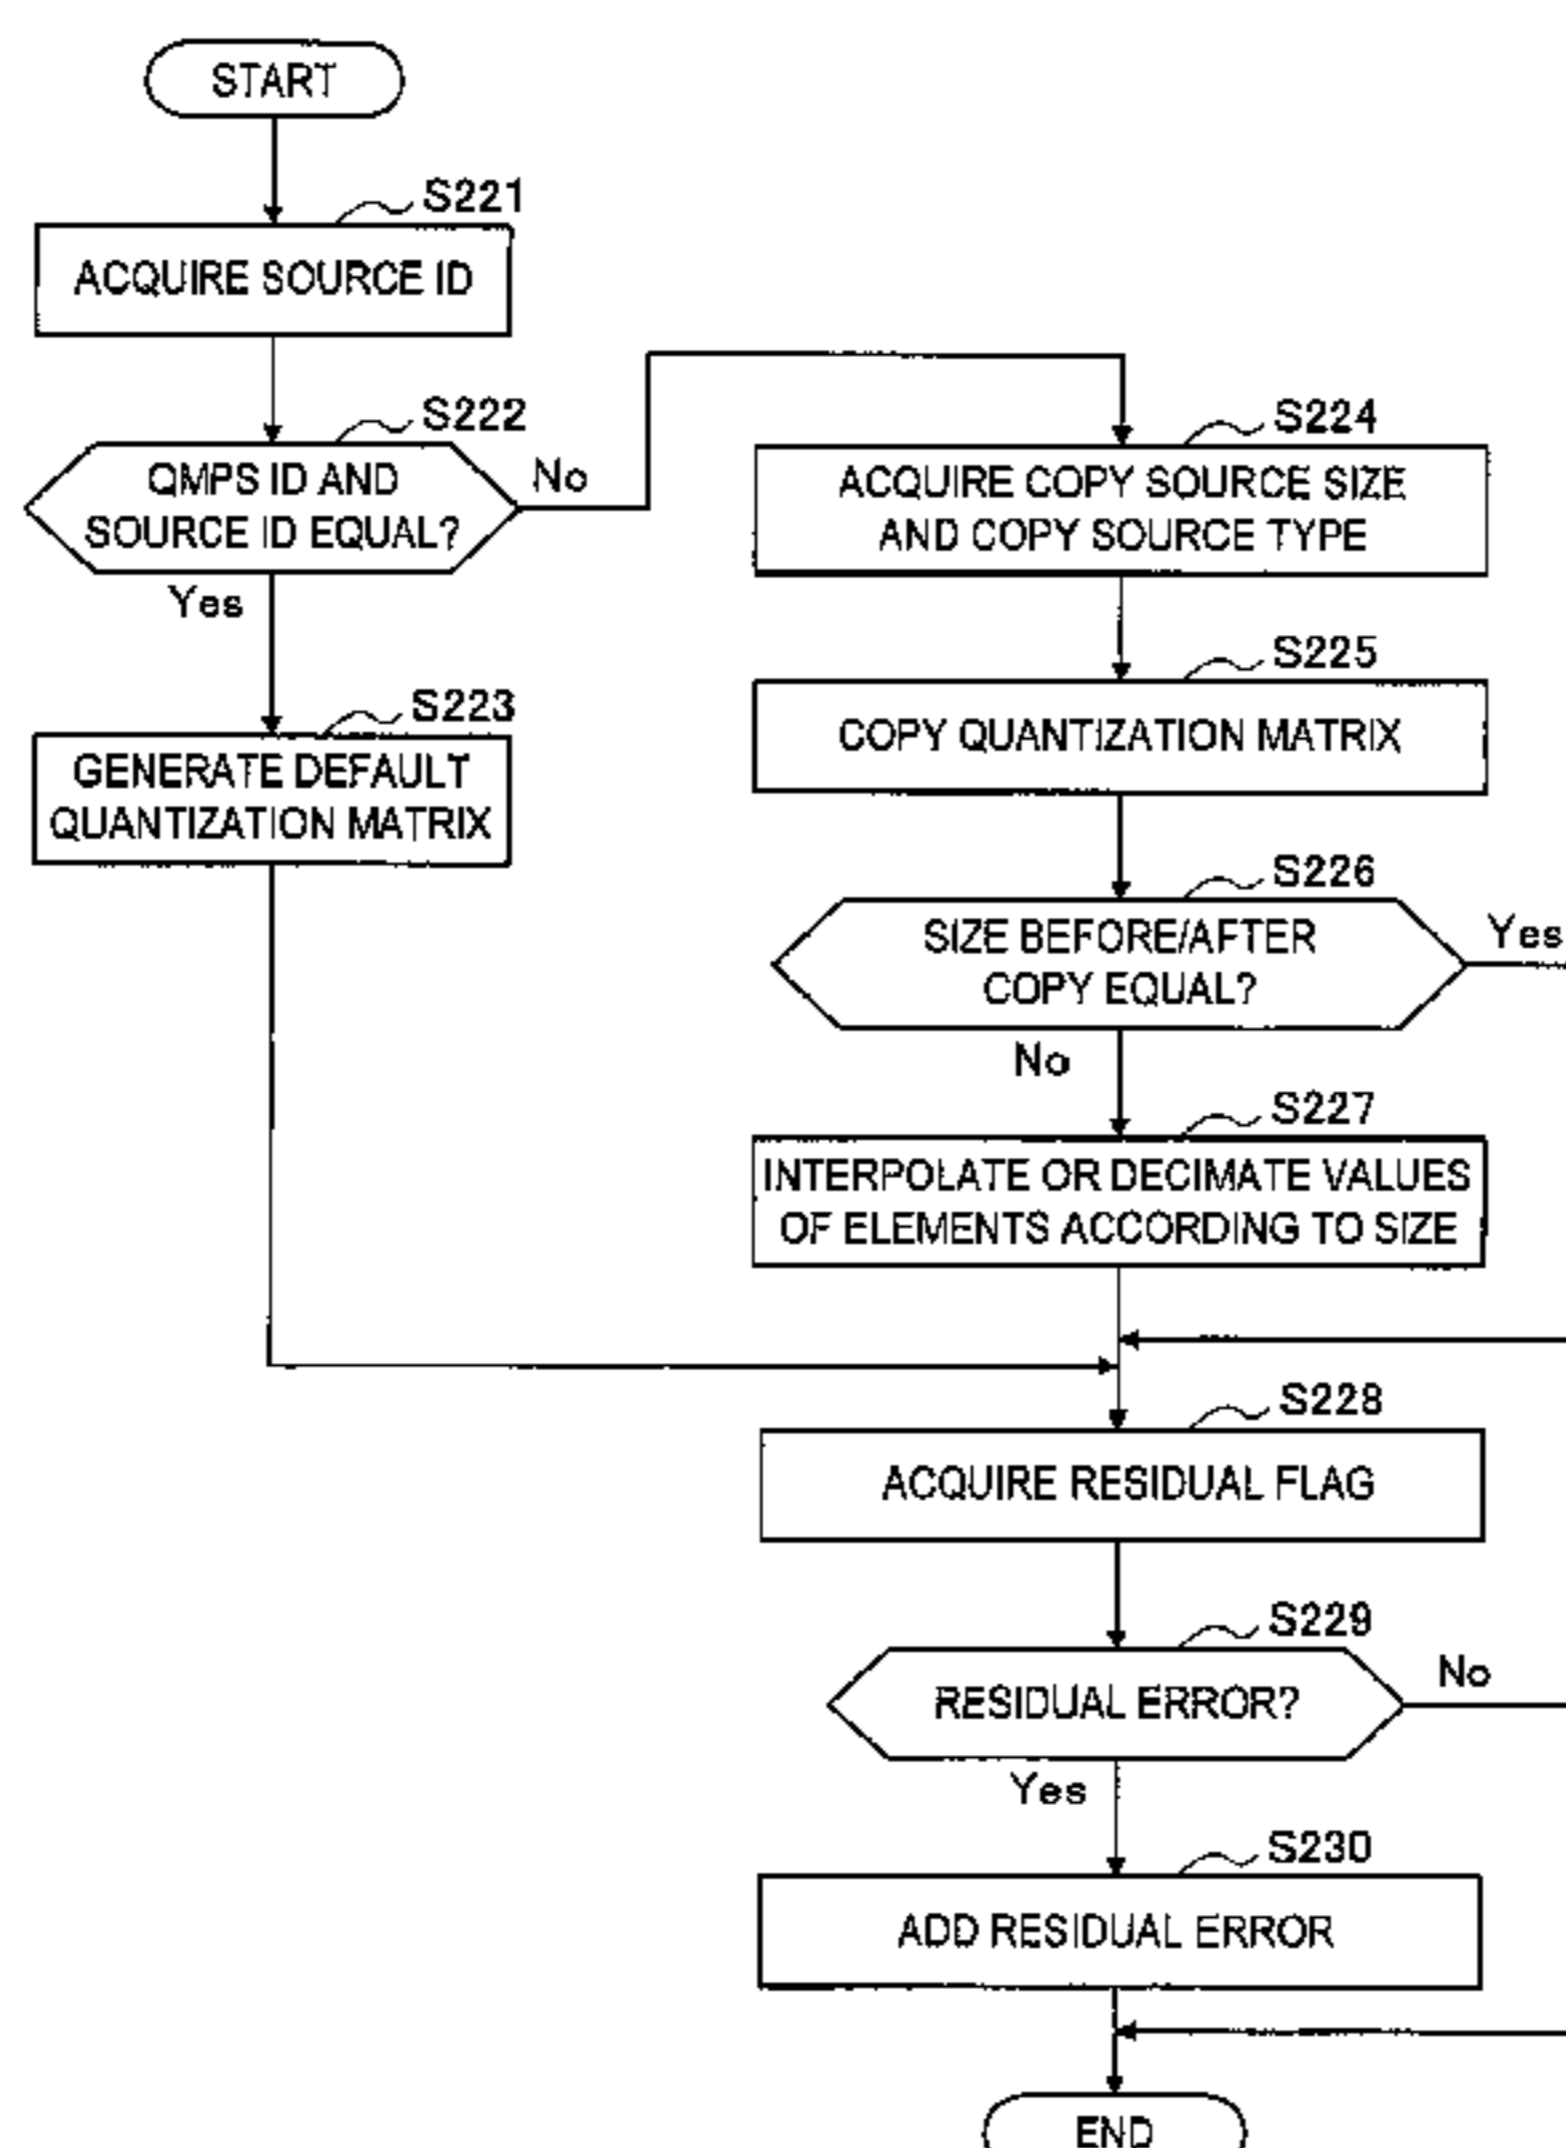 START
S221
ACQUIRE SOURCE ID
S222
QMPS ID AND
SOURCE ID EQUAL?
No
Yes
S223
GENERATE DEFAULT
QUANTIZATION MATRIX
S224
ACQUIRE COPY SOURCE SIZE
AND COPY SOURCE TYPE
S225
COPY QUANTIZATION MATRIX
S226
SIZE BEFORE/AFTER
COPY EQUAL?
Yes
No
S227
INTERPOLATE OR DECIMATE VALUES
OF ELEMENTS ACCORDING TO SIZE
S228
ACQUIRE RESIDUAL FLAG
S229
RESIDUAL ERROR?
No
Yes
S230
ADD RESIDUAL ERROR
END